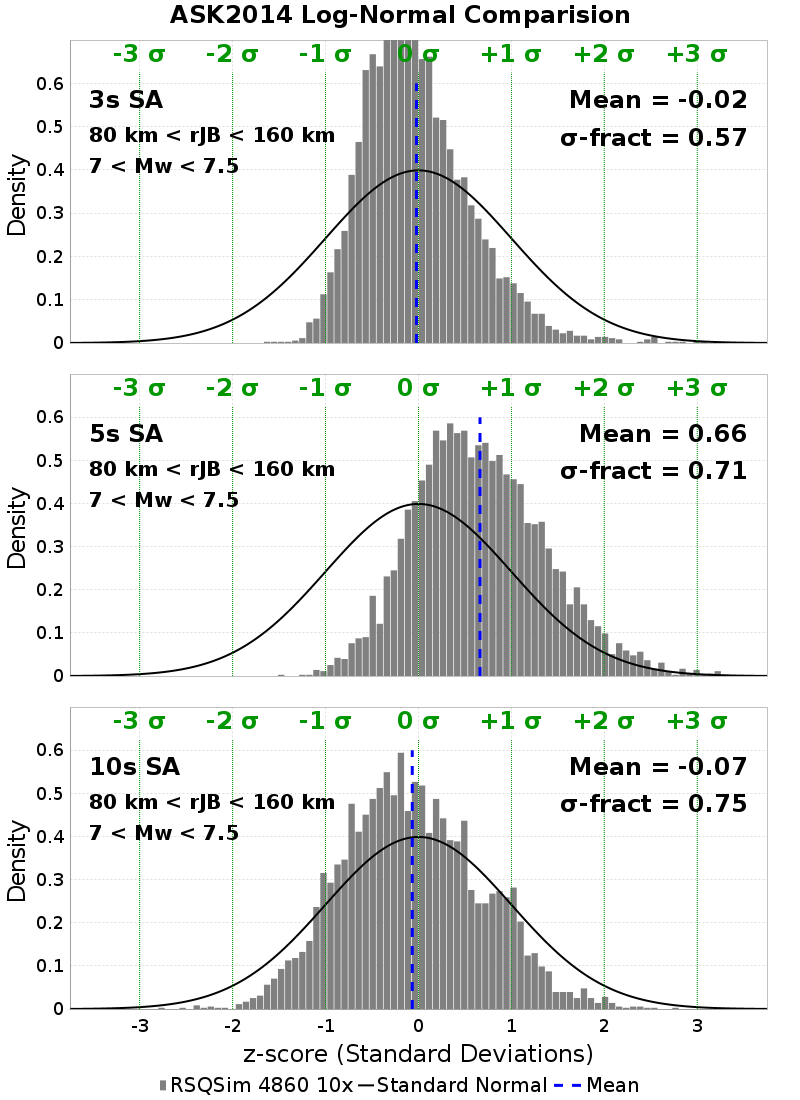 ASK2014 Log-Normal Comparision
-3 σ -2 σ -1 σ 0 σ +1 σ +2 σ +3 σ
3s SA
80 km < rJB < 160 km
7 < Mw < 7.5
Mean = -0.02
σ-fract = 0.57
0.6
0.5
0.4
0.3
0.2
0.1
0
Density
-3 σ -2 σ -1 σ 0 σ +1 σ +2 σ +3 σ
5s SA
80 km < rJB < 160 km
7 < Mw < 7.5
Mean = 0.66
σ-fract = 0.71
0.6
0.5
0.4
0.3
0.2
0.1
0
Density
-3 σ -2 σ -1 σ 0 σ +1 σ +2 σ +3 σ
10s SA
80 km < rJB < 160 km
7 < Mw < 7.5
Mean = -0.07
σ-fract = 0.75
0.6
0.5
0.4
0.3
0.2
0.1
0
Density
-3 -2 -1 0 1 2 3
z-score (Standard Deviations)
RSQSim 4860 10x Standard Normal Mean